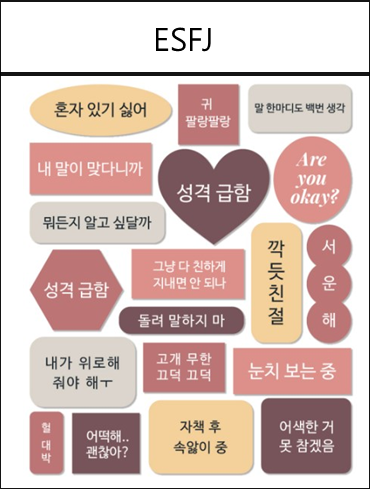 ESFJ
혼자 있기 싫어
귀
팔랑팔랑
말 한마디도 백번 생각
내 말이 맞다니까
성격 급함
Are
you
okay?
뭐든지 알고 싶달까
성격 급함
그냥 다 친하게
지내면 안 되나
깍
듯
친
절
서
운
해
돌려 말하지 마
내가 위로해
줘야 해ㅜ
고개 무한
끄덕 끄덕
눈치 보는 중
헐
대
박
어떡해..
괜찮아?
자책 후
속앓이 중
어색한 거
못 참겠음